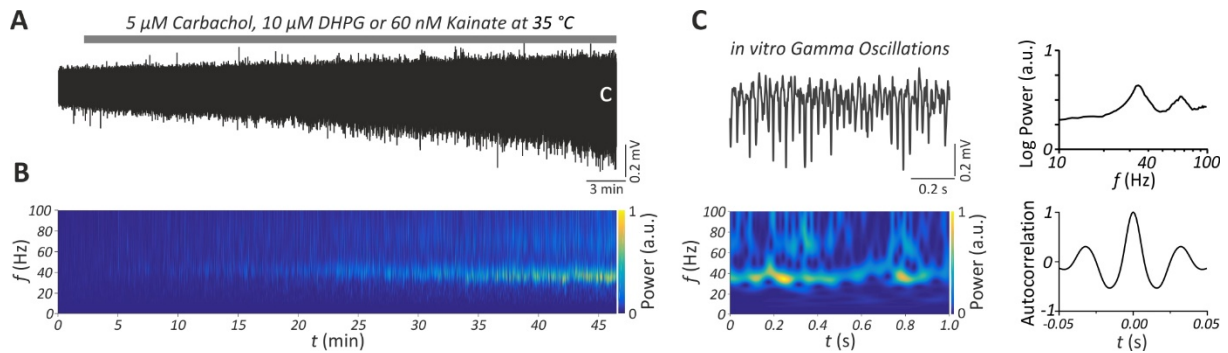 A
5 µM Carbachol, 10 µM DHPG or 60 nM Kainate at 35 °C
C
0.2 mV
3 min
B
f (Hz)
100
80
60
40
20
0
0 5 10 15 20 25 30 35 40 45
t (min)
1
0
Power (a.u.)
C
in vitro Gamma Oscillations
0.2 mV
0.2 s
f (Hz)
100
80
60
40
20
0
0 0.2 0.4 0.6 0.8 1.0
t (s)
1
0
Power (a.u.)
Log Power (a.u.)
1
0
10 40 100
f (Hz)
Autocorrelation
1
0
-1
-0.05 0.00 0.05
t (s)